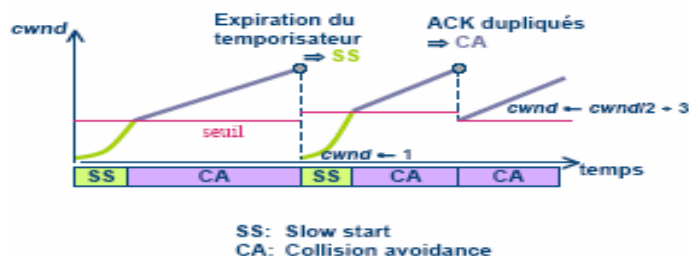 cwnd
Expiration du
temporisateur
⇒ SS
ACK dupliqués
⇒ CA
cwnd ← cwnd/2 + 3
seuil
cwnd ← 1
temps
SS CA SS CA CA
SS: Slow start
CA: Collision avoidance